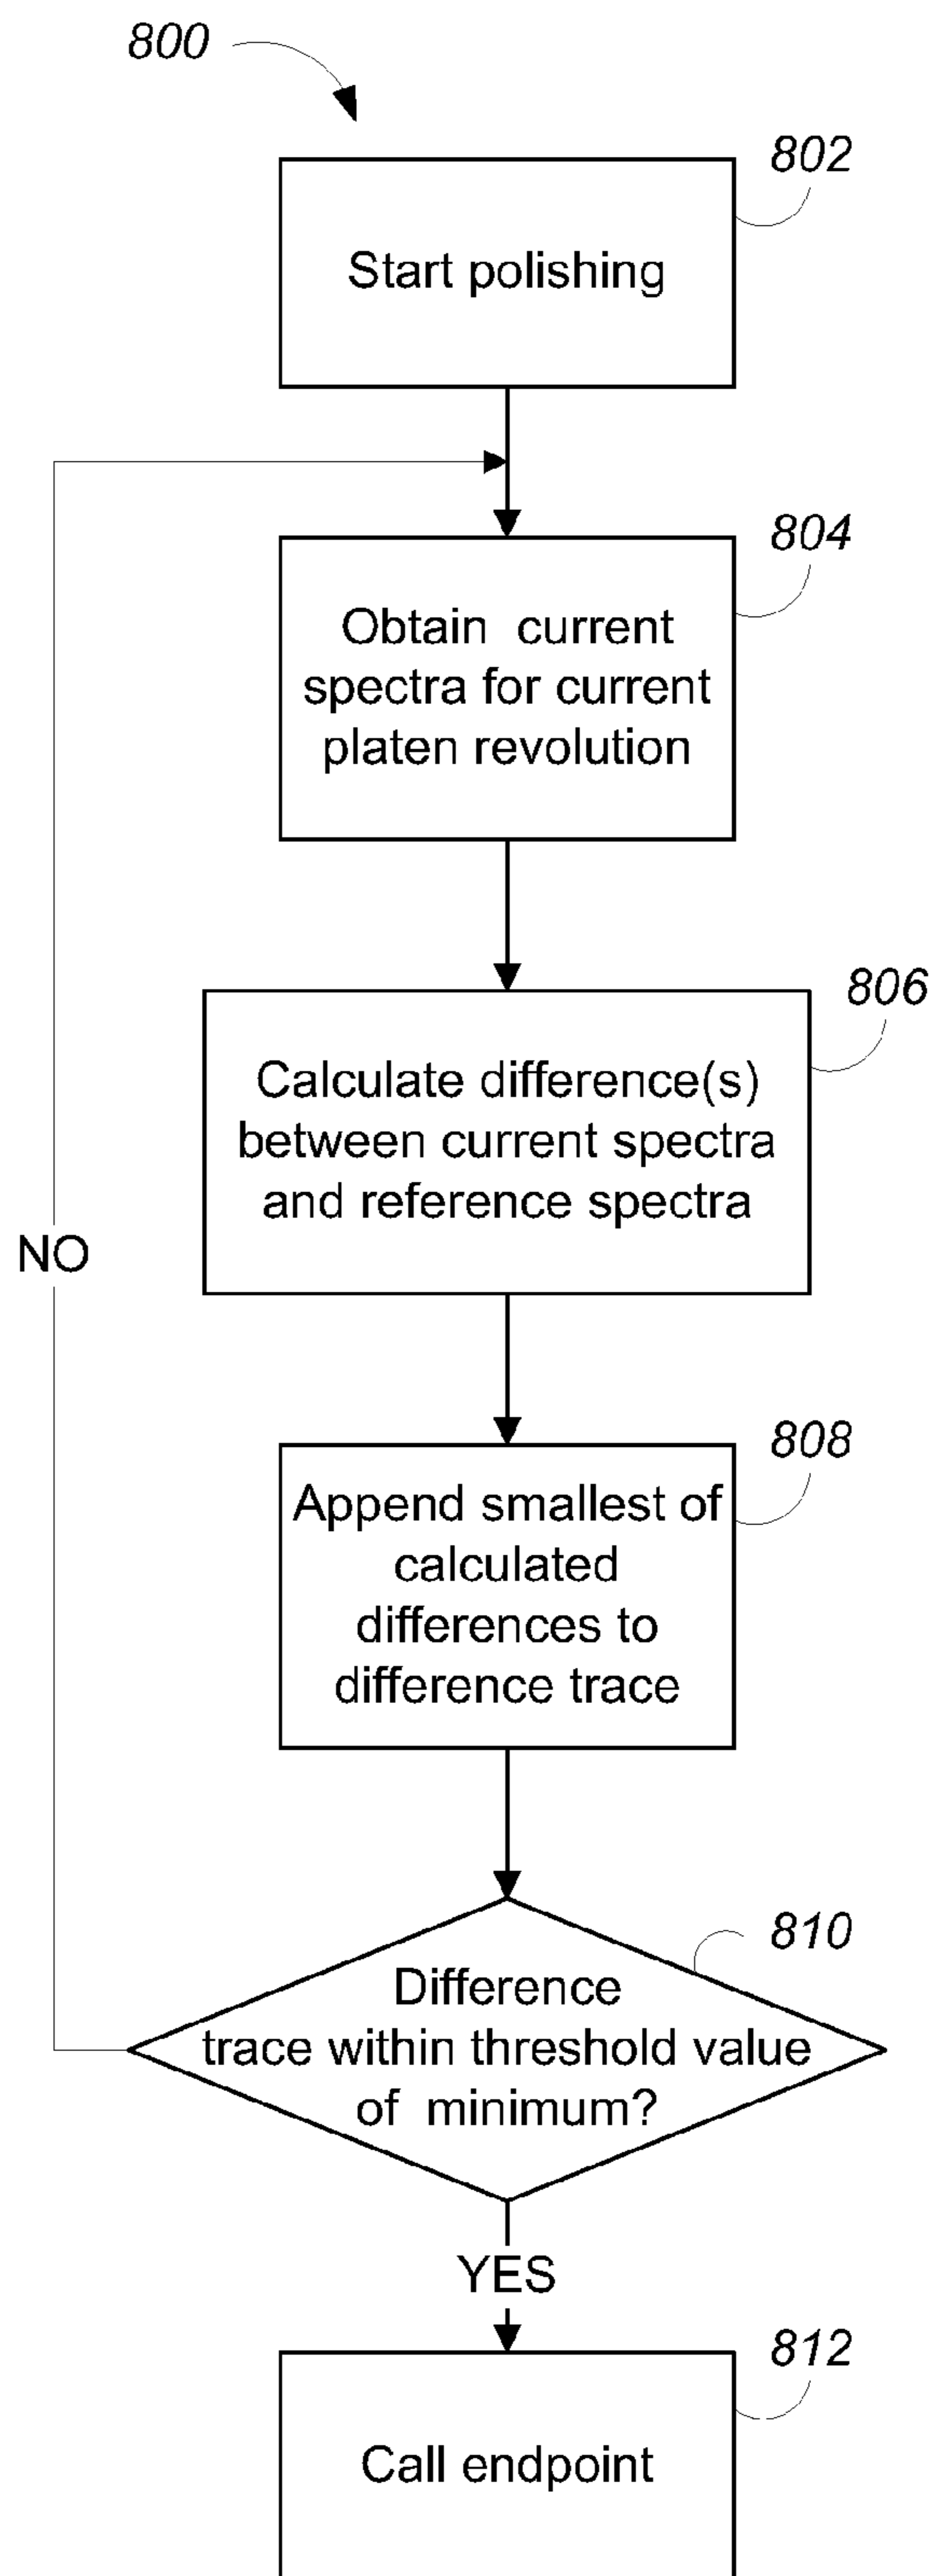 800
802
Start polishing
804
Obtain current
spectra for current
platen revolution
806
Calculate difference(s)
between current spectra
and reference spectra
NO
808
Append smallest of
calculated
differences to
difference trace
810
Difference
trace within threshold value
of minimum?
YES
812
Call endpoint